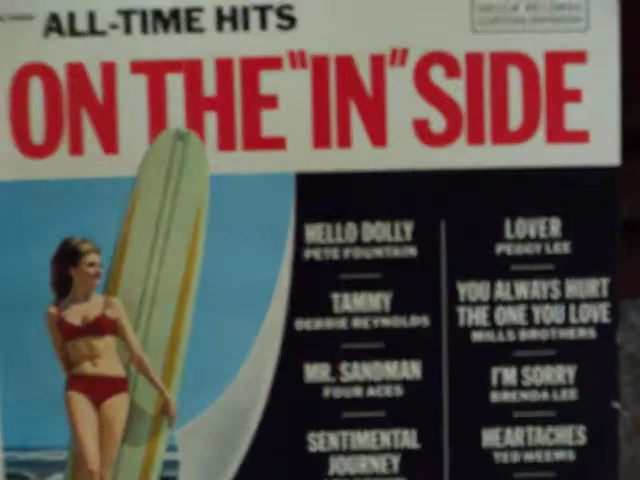 ALL-TIME HITS
ON THE "IN" SIDE
HELLO DOLLY
PETE FOUNTAIN
TAMMY
DEBBIE REYNOLDS
MR. SANDMAN
FOUR ACES
SENTIMENTAL
JOURNEY
LOVER
PEGGY LEE
YOU ALWAYS HURT
THE ONE YOU LOVE
MILLS BROTHERS
I'M SORRY
BRENDA LEE
HEARTACHES
TED WEEMS